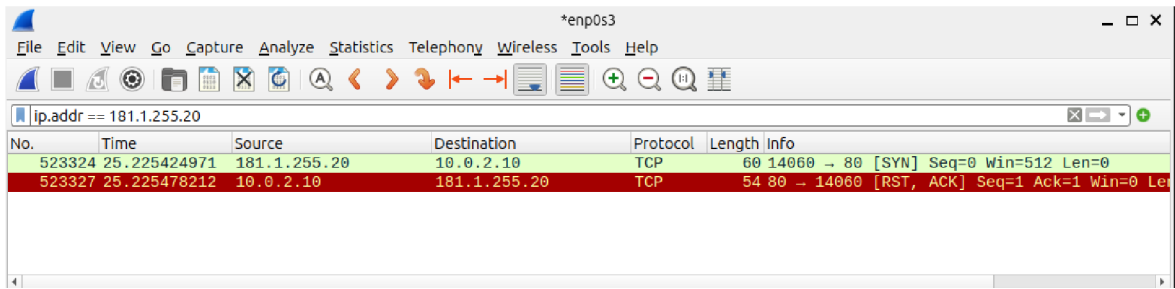 *enp0s3
File Edit View Go Capture Analyze Statistics Telephony Wireless Tools Help
ip.addr == 181.1.255.20
No. Time Source Destination Protocol Length Info
523324 25.225424971 181.1.255.20 10.0.2.10 TCP 60 14060 → 80 [SYN] Seq=0 Win=512 Len=0
523327 25.225478212 10.0.2.10 181.1.255.20 TCP 54 80 → 14060 [RST, ACK] Seq=1 Ack=1 Win=0 Le